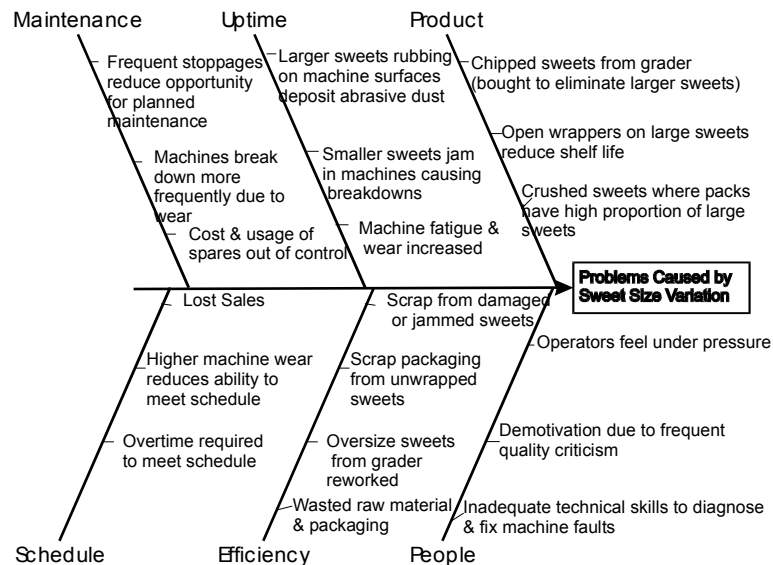 Maintenance
Uptime
Product
Frequent stoppages
reduce opportunity
for planned
maintenance
Machines break
down more
frequently due to
wear
Cost & usage of
spares out of control
Larger sweets rubbing
on machine surfaces
deposit abrasive dust
Smaller sweets jam
in machines causing
breakdowns
Machine fatigue &
wear increased
Chipped sweets from grader
(bought to eliminate larger sweets)
Open wrappers on large sweets
reduce shelf life
Crushed sweets where packs
have high proportion of large
sweets
Problems Caused by
Sweet Size Variation
Lost Sales
Higher machine wear
reduces ability to
meet schedule
Overtime required
to meet schedule
Scrap from damaged
or jammed sweets
Scrap packaging
from unwrapped
sweets
Oversize sweets
from grader
reworked
Wasted raw material
& packaging
Operators feel under pressure
Demotivation due to frequent
quality criticism
Inadequate technical skills to diagnose
& fix machine faults
Schedule
Efficiency
People